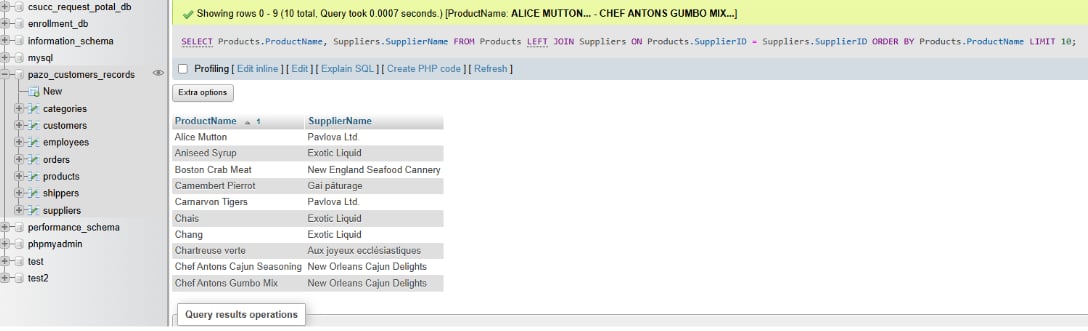 csucc_request_potal_db
enrollment_db
information_schema
mysql
pazo_customers_records
New
categories
customers
employees
orders
products
shippers
suppliers
performance_schema
phpmyadmin
test
test2
Showing rows 0 - 9 (10 total, Query took 0.0007 seconds.) [ProductName: ALICE MUTTON... - CHEF ANTONS GUMBO MIX...]
SELECT Products.ProductName, Suppliers.SupplierName FROM Products LEFT JOIN Suppliers ON Products.SupplierID = Suppliers.SupplierID ORDER BY Products.ProductName LIMIT 10;
Profiling [ Edit inline ] [ Edit ] [ Explain SQL ] [ Create PHP code ] [ Refresh ]
Extra options
ProductName 1 SupplierName
Alice Mutton Pavlova Ltd.
Aniseed Syrup Exotic Liquid
Boston Crab Meat New England Seafood Cannery
Camembert Pierrot Gai pâturage
Carnarvon Tigers Pavlova Ltd.
Chais Exotic Liquid
Chang Exotic Liquid
Chartreuse verte Aux joyeux ecclésiastiques
Chef Antons Cajun Seasoning New Orleans Cajun Delights
Chef Antons Gumbo Mix New Orleans Cajun Delights
Query results operations